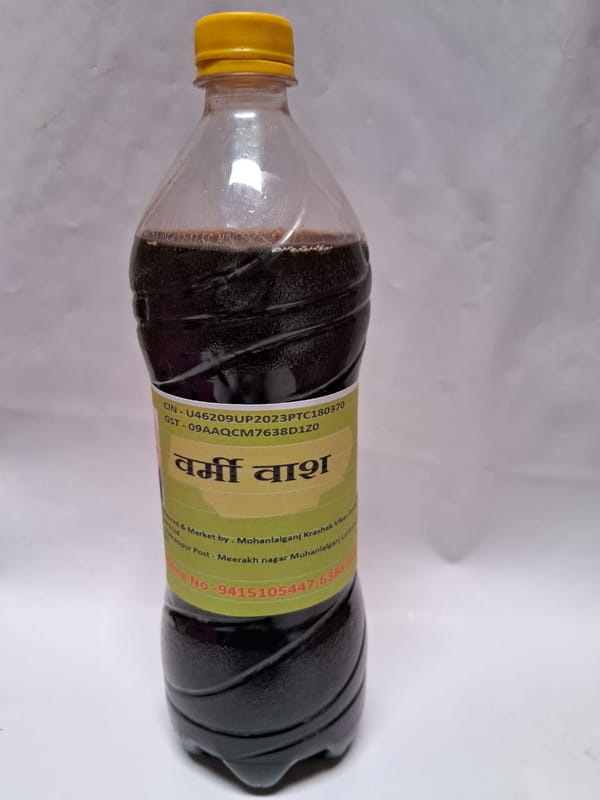 CIN - U46209UP2023PTC180370
GST - 09AAQCM7638D1Z0
वर्मी वाश
& Market by . Mohanlalganj Krashak Vikas
Post - Meerakh nagar Mohanlalganj
No -9415105447,